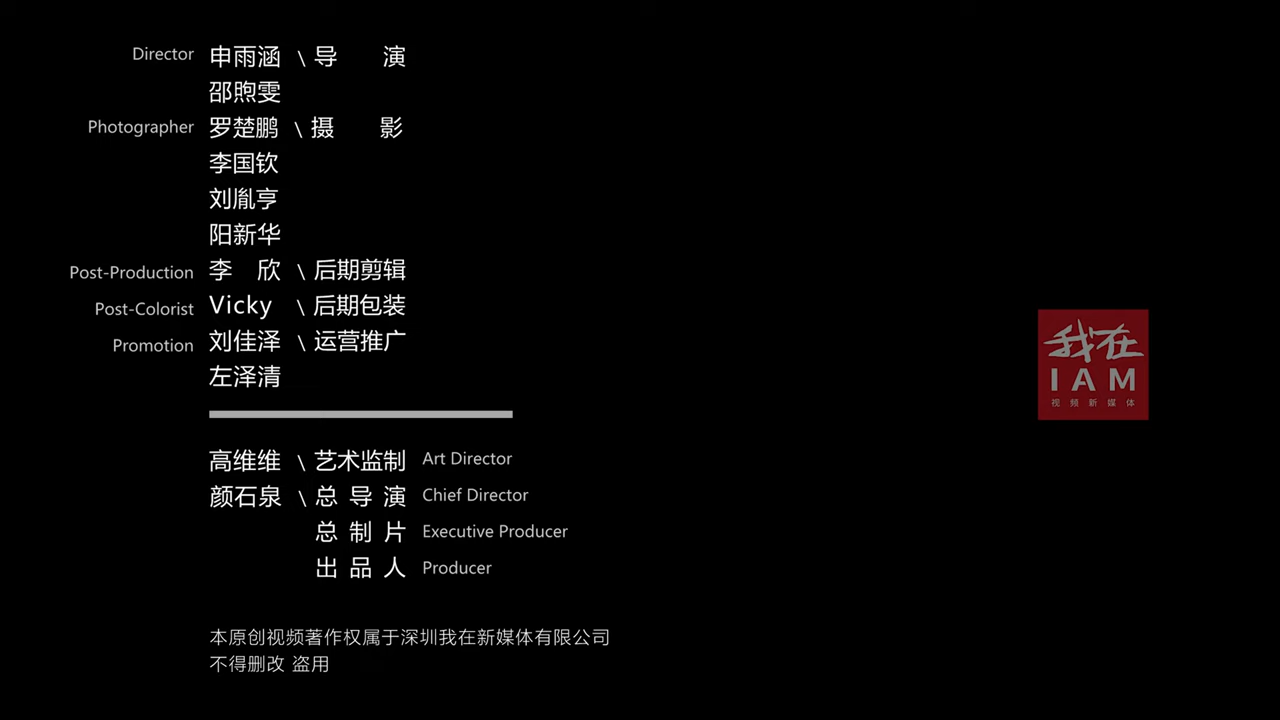 Director 申雨涵 \ 导 演
邵煦雯
Photographer 罗楚鹏 \ 摄 影
李国钦
刘胤亨
阳新华
Post-Production 李 欣 \ 后期剪辑
Post-Colorist Vicky \ 后期包装
Promotion 刘佳泽 \ 运营推广
左泽清
高维维 \ 艺术监制 Art Director
颜石泉 \ 总 导 演 Chief Director
总 制 片 Executive Producer
出 品 人 Producer
本原创视频著作权属于深圳我在新媒体有限公司
不得删改 盗用
我在
IAM
视频新媒体